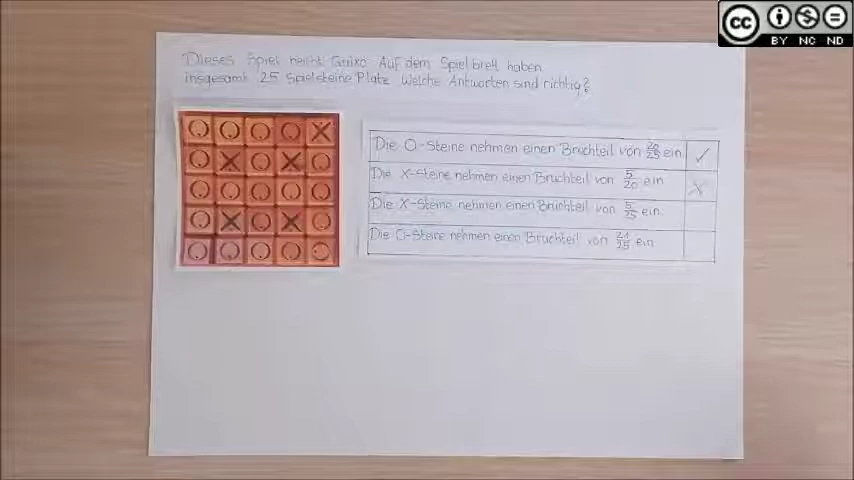 Dieses Spiel heißt Quixo. Auf dem Spielbrett haben
insgesamt 25 Spielsteine Platz. Welche Antworten sind richtig?
Die O-Steine nehmen einen Bruchteil von 20/25 ein. ✓
Die X-Steine nehmen einen Bruchteil von 5/20 ein X
Die X-Steine nehmen einen Bruchteil von 5/25 ein.
Die O-Steine nehmen einen Bruchteil von 21/25 ein
O O O O X
O X O X O
O O O O O
O X O X O
O O O O O
cc
BY NC ND